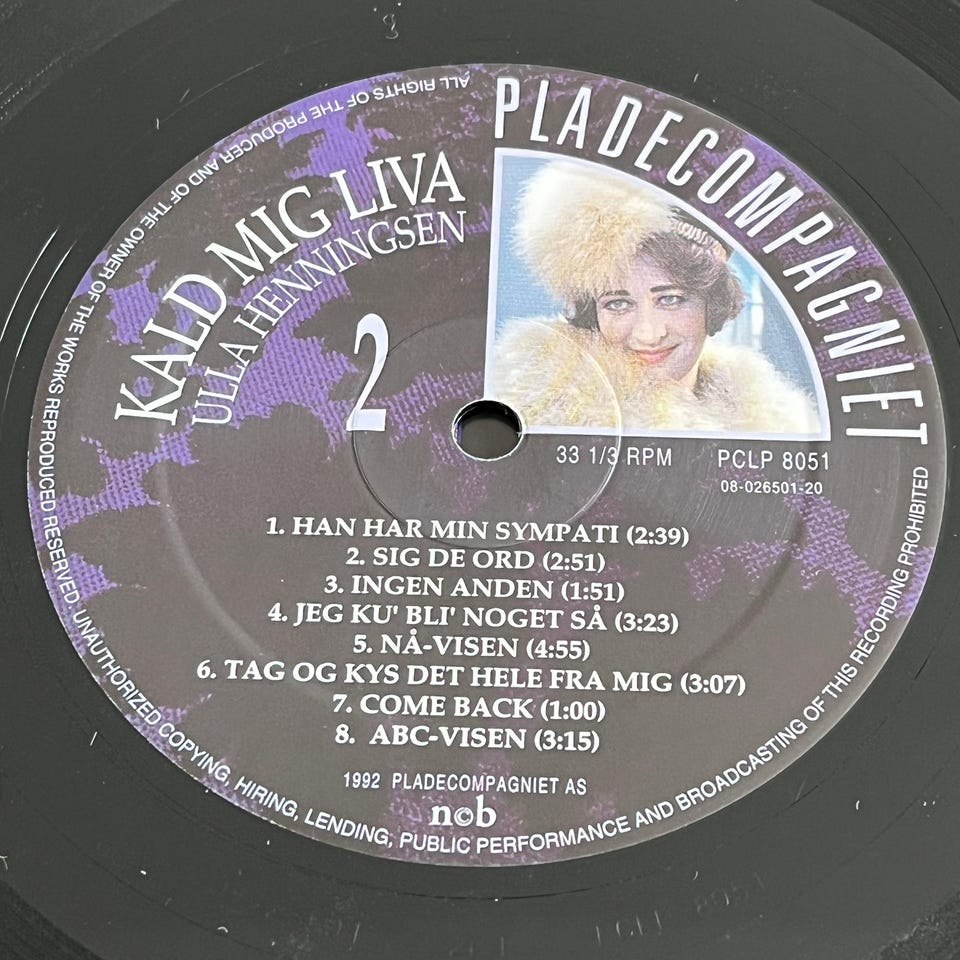 PLADECOMPAGNIET
KALD MIG LIVA
ULLA HENNINGSEN
2
33 1/3 RPM PCLP 8051
08-026501-20
1. HAN HAR MIN SYMPATI (2:39)
2. SIG DE ORD (2:51)
3. INGEN ANDEN (1:51)
4. JEG KU' BLI' NOGET SÅ (3:23)
5. NÅ-VISEN (4:55)
6. TAG OG KYS DET HELE FRA MIG (3:07)
7. COME BACK (1:00)
8. ABC-VISEN (3:15)
1992 PLADECOMPAGNIET AS
n©b
ALL RIGHTS OF THE PRODUCER AND OF THE OWNER OF THE WORKS REPRODUCED RESERVED. UNAUTHORIZED COPYING, HIRING, LENDING, PUBLIC PERFORMANCE AND BROADCASTING OF THIS RECORDING PROHIBITED